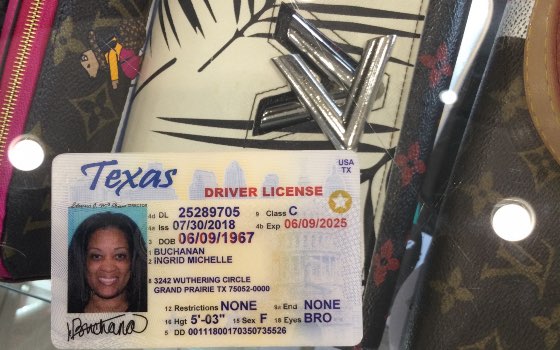 Texas
USA
TX
DRIVER LICENSE
4d DL 25289705 9 Class C
4a Iss 07/30/2018 4b Exp 06/09/2025
3 DOB 06/09/1967
1 BUCHANAN
2 INGRID MICHELLE
8 3242 WUTHERING CIRCLE
GRAND PRAIRIE TX 75052-0000
12 Restrictions NONE 9a End NONE
16 Hgt 5'-03" 15 Sex F 18 Eyes BRO
5 DD 00111800170350735526